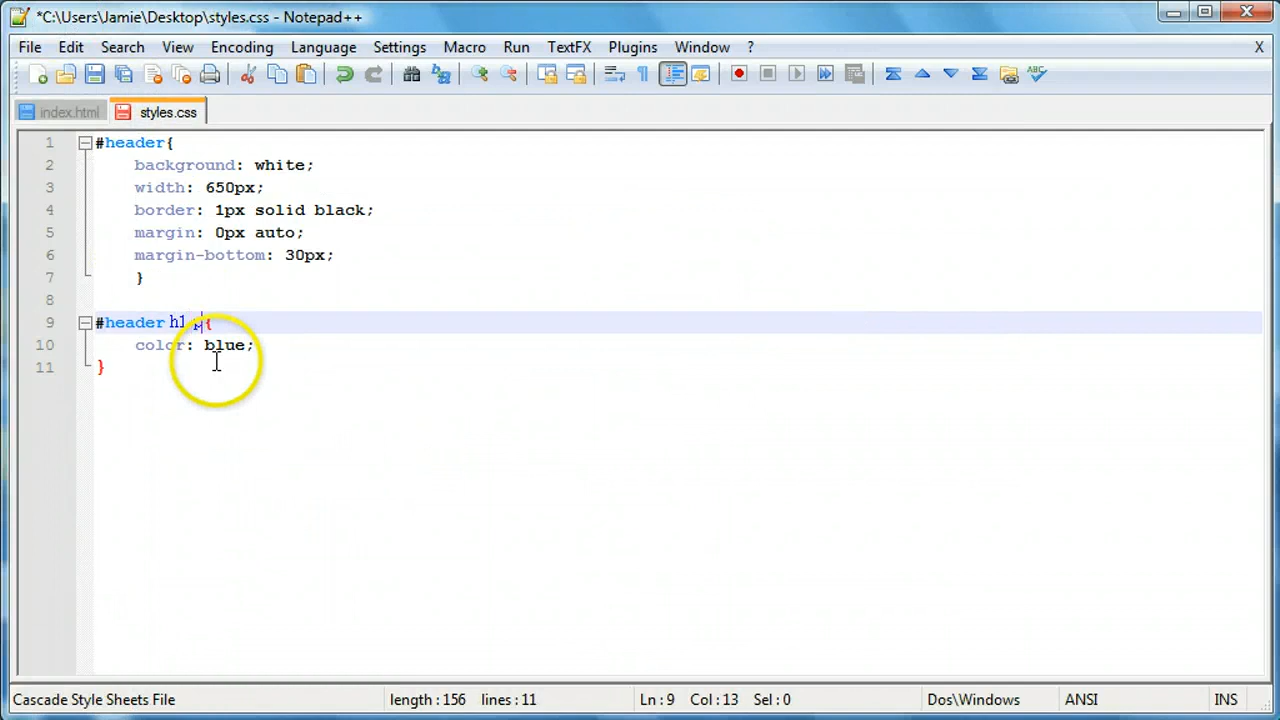 *C:\Users\Jamie\Desktop\styles.css - Notepad++
File Edit Search View Encoding Language Settings Macro Run TextFX Plugins Window ? X
index.html styles.css
1 #header{
2 background: white;
3 width: 650px;
4 border: 1px solid black;
5 margin: 0px auto;
6 margin-bottom: 30px;
7 }
8
9 #header h1 p{
10 color: blue;
11 }
Cascade Style Sheets File length : 156 lines : 11 Ln : 9 Col : 13 Sel : 0 Dos\Windows ANSI INS